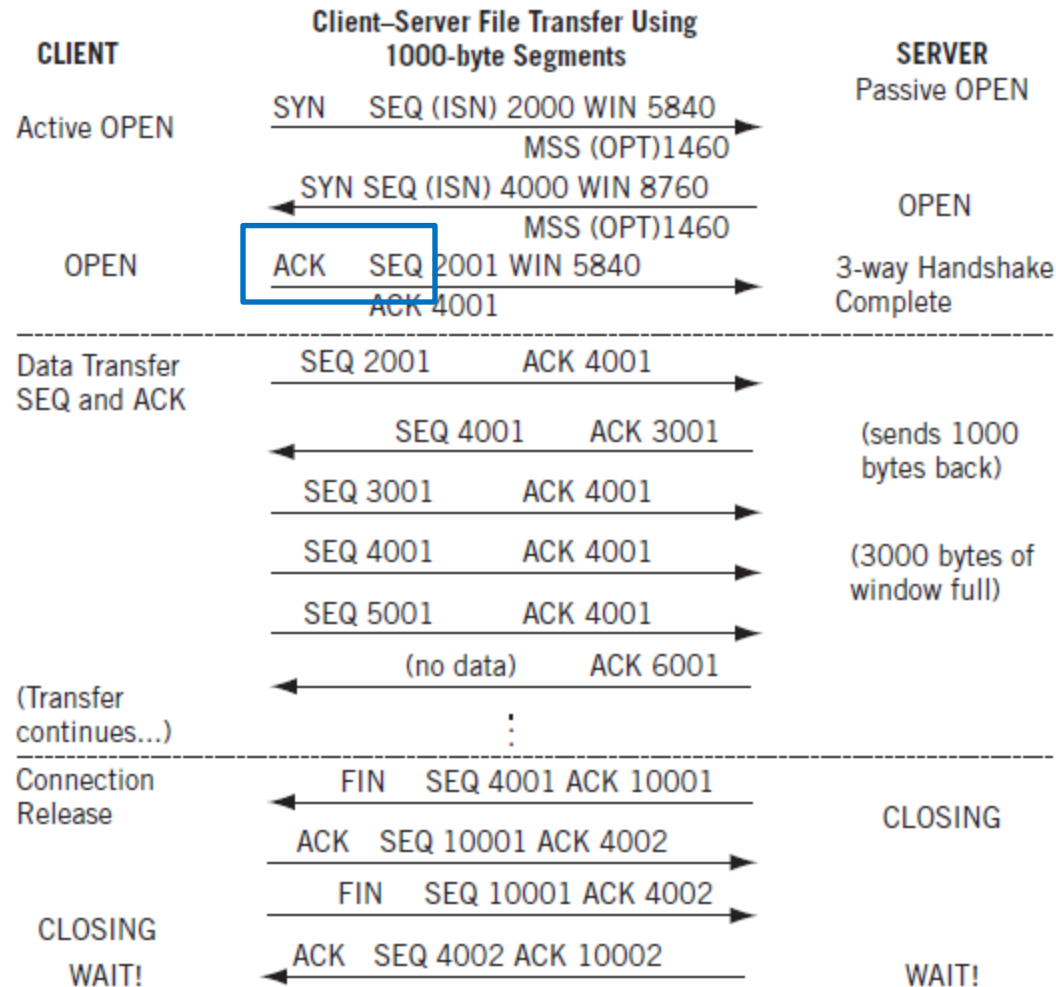 Client–Server File Transfer Using
1000-byte Segments
CLIENT
SERVER
Passive OPEN
Active OPEN
SYN SEQ (ISN) 2000 WIN 5840
MSS (OPT)1460
SYN SEQ (ISN) 4000 WIN 8760
MSS (OPT)1460
OPEN
OPEN
ACK SEQ 2001 WIN 5840
ACK 4001
3-way Handshake
Complete
Data Transfer
SEQ and ACK
SEQ 2001 ACK 4001
SEQ 4001 ACK 3001
(sends 1000
bytes back)
SEQ 3001 ACK 4001
SEQ 4001 ACK 4001
(3000 bytes of
window full)
SEQ 5001 ACK 4001
(no data) ACK 6001
(Transfer
continues...)
Connection
Release
FIN SEQ 4001 ACK 10001
CLOSING
ACK SEQ 10001 ACK 4002
FIN SEQ 10001 ACK 4002
CLOSING
ACK SEQ 4002 ACK 10002
WAIT!
WAIT!